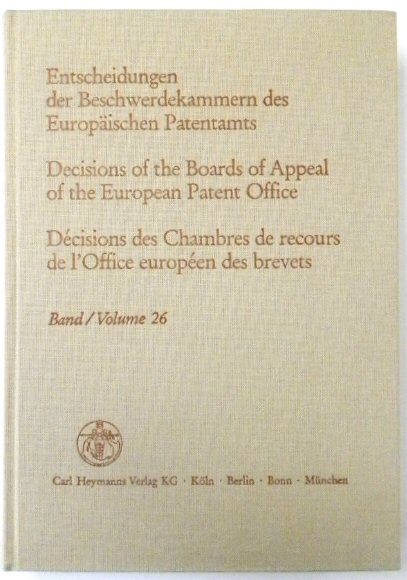 Entscheidungen
der Beschwerdekammern des
Europäischen Patentamts
Decisions of the Boards of Appeal
of the European Patent Office
Décisions des Chambres de recours
de l'Office européen des brevets
Band/Volume 26
Carl Heymanns Verlag KG · Köln · Berlin · Bonn · München